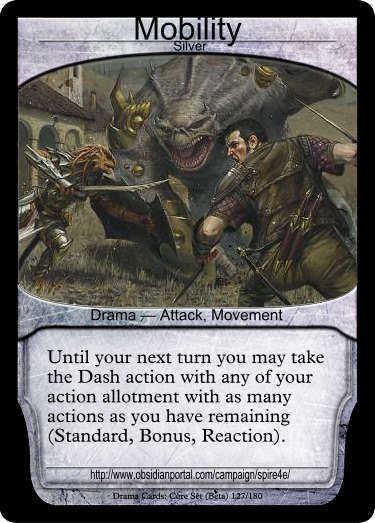 Mobility
Silver
Drama — Attack, Movement
Until your next turn you may take
the Dash action with any of your
action allotment with as many
actions as you have remaining
(Standard, Bonus, Reaction).
http://www.obsidianportal.com/campaign/spire4e/
Drama Cards: Core Set (Beta) 127/180